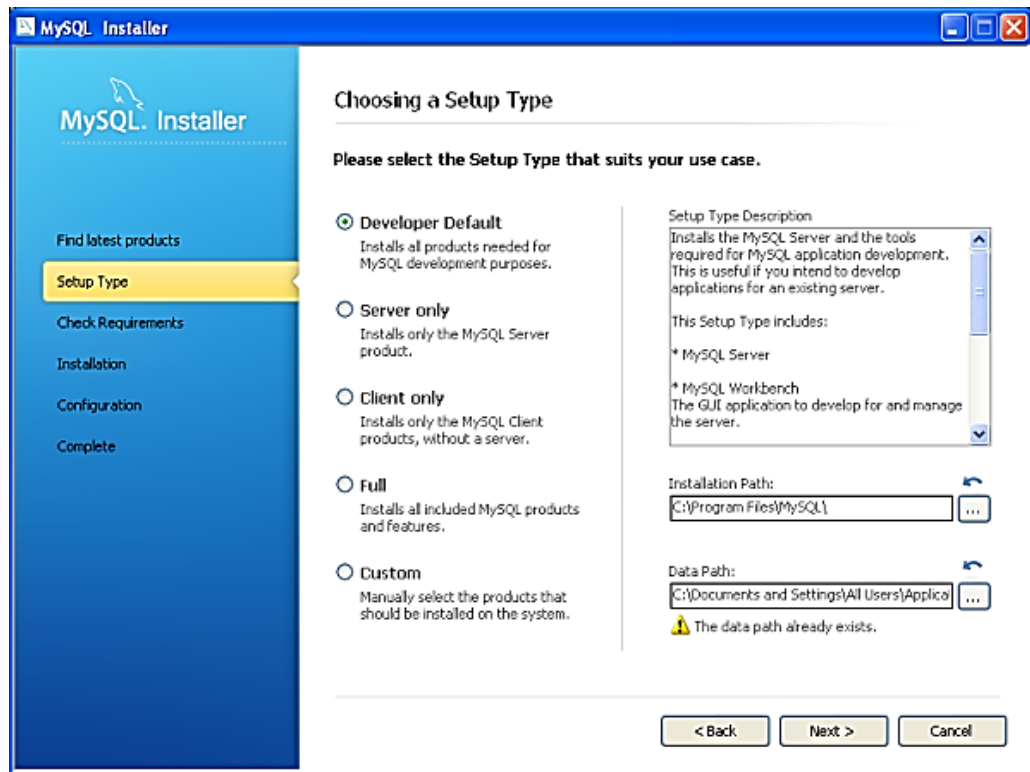 MySQL Installer
MySQL. Installer
Find latest products
Setup Type
Check Requirements
Installation
Configuration
Complete
Choosing a Setup Type
Please select the Setup Type that suits your use case.
Developer Default
Installs all products needed for
MySQL development purposes.
Server only
Installs only the MySQL Server
product.
Client only
Installs only the MySQL Client
products, without a server.
Full
Installs all included MySQL products
and features.
Custom
Manually select the products that
should be installed on the system.
Setup Type Description
Installs the MySQL Server and the tools
required for MySQL application development.
This is useful if you intend to develop
applications for an existing server.
This Setup Type includes:
* MySQL Server
* MySQL Workbench
The GUI application to develop for and manage
the server.
Installation Path:
C:\Program Files\MySQL\
...
Data Path:
C:\Documents and Settings\All Users\Applicat
...
The data path already exists.
< Back
Next >
Cancel